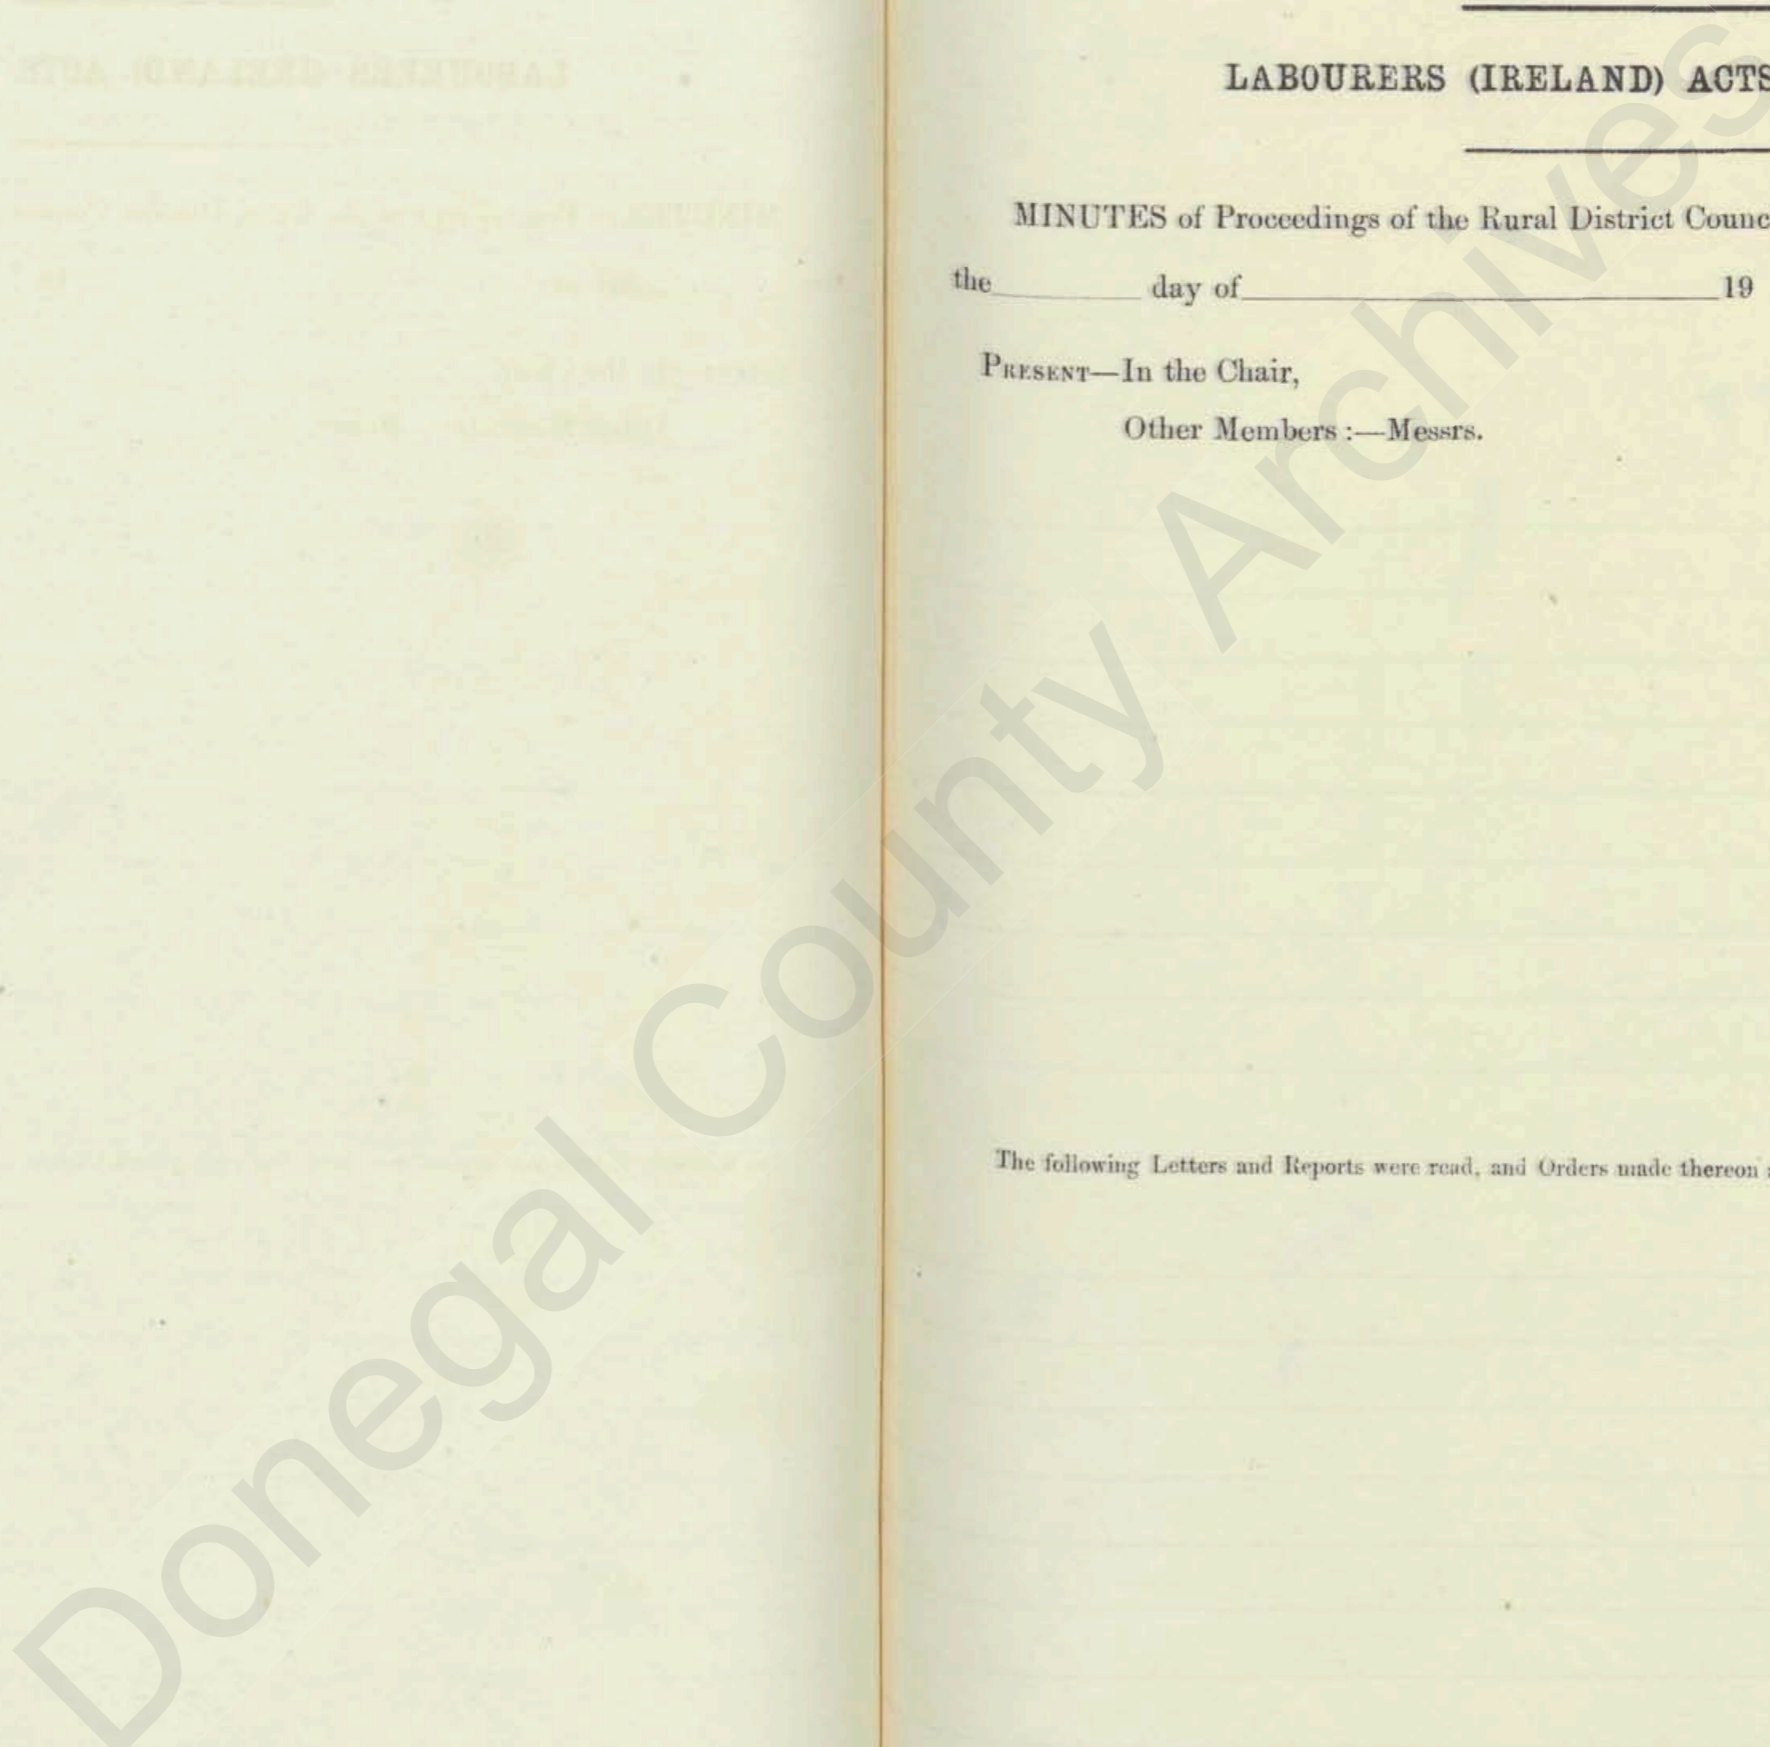 LABOURERS (IRELAND) ACTS
MINUTES of Proceedings of the Rural District Counc
the day of 19
PRESENT—In the Chair,
Other Members :—Messrs.
The following Letters and Reports were read, and Orders made thereon
Donegal County Archives